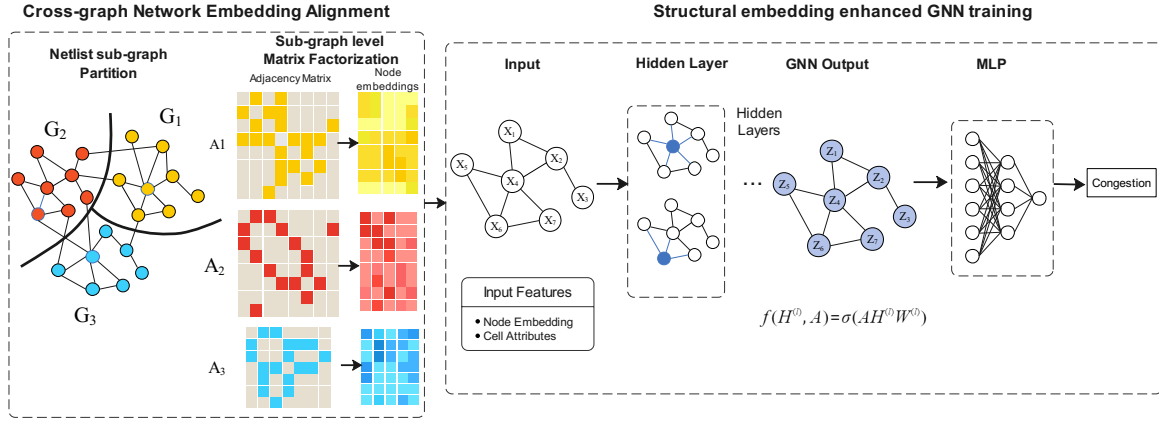 Cross-graph Network Embedding Alignment
Structural embedding enhanced GNN training
Netlist sub-graph
Partition
Sub-graph level
Matrix Factorization
Adjacency Matrix
Node
embeddings
G2
G1
G3
A1
A2
A3
Input
Hidden Layer
GNN Output
MLP
Hidden
Layers
X1
X2
X3
X4
X5
X6
X7
...
Z1
Z2
Z3
Z4
Z5
Z6
Z7
Congestion
Input Features
• Node Embedding
• Cell Attributes
f(H^(l), A)=σ(AH^(l)W^(l))